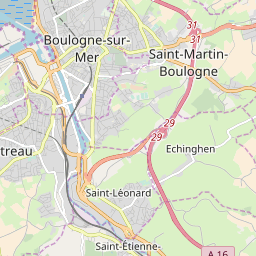 31
Boulogne-sur-
Mer
31
Saint-Martin-
Boulogne
29
29
Echinghen
treau
Saint-Léonard
Saint-Étienne-
A 16